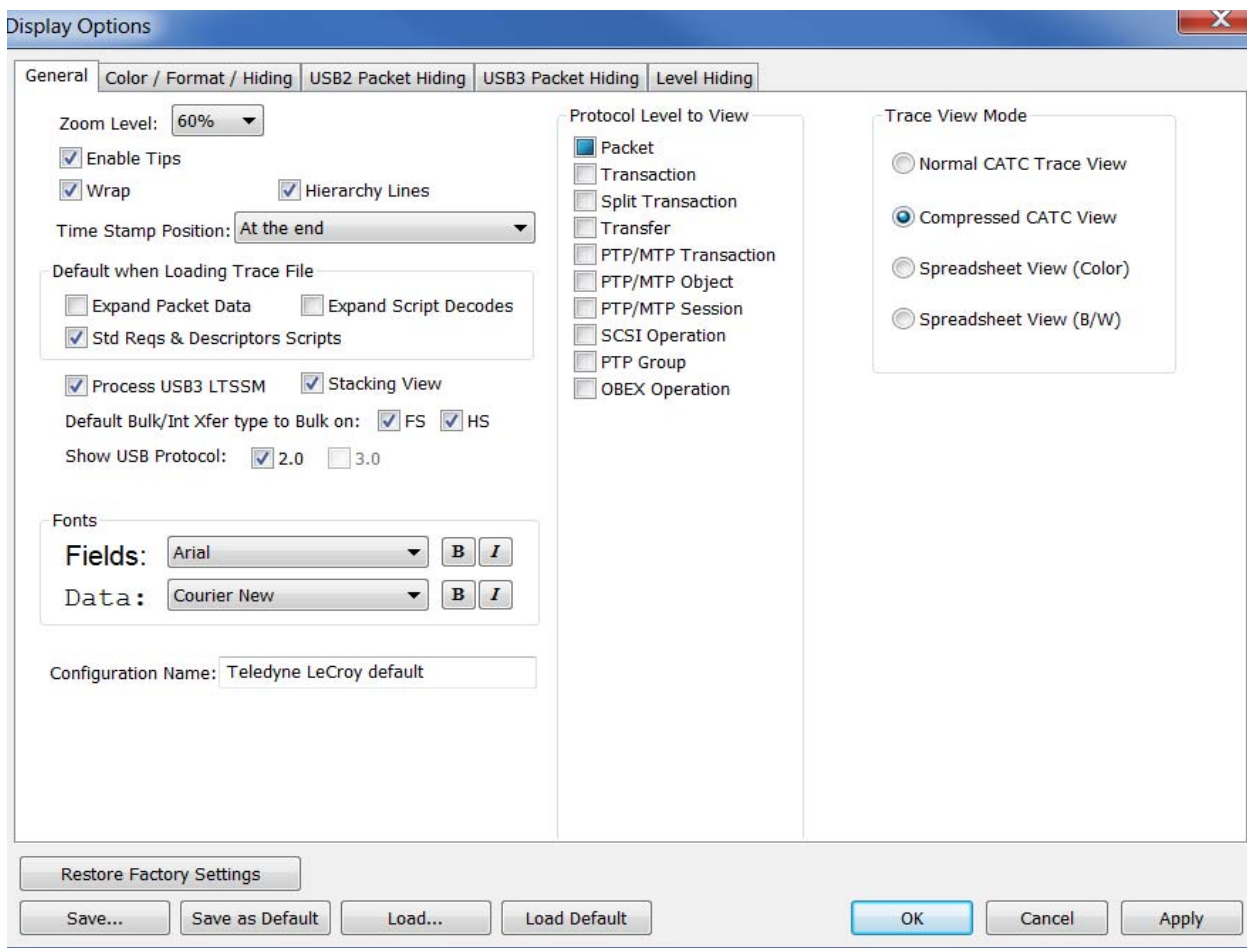 Display Options
General
Color / Format / Hiding
USB2 Packet Hiding
USB3 Packet Hiding
Level Hiding
Zoom Level: 60%
Enable Tips
Wrap
Hierarchy Lines
Time Stamp Position: At the end
Default when Loading Trace File
Expand Packet Data
Expand Script Decodes
Std Reqs & Descriptors Scripts
Process USB3 LTSSM
Stacking View
Default Bulk/Int Xfer type to Bulk on: FS HS
Show USB Protocol: 2.0 3.0
Fonts
Fields: Arial B I
Data: Courier New B I
Configuration Name: Teledyne LeCroy default
Protocol Level to View
Packet
Transaction
Split Transaction
Transfer
PTP/MTP Transaction
PTP/MTP Object
PTP/MTP Session
SCSI Operation
PTP Group
OBEX Operation
Trace View Mode
Normal CATC Trace View
Compressed CATC View
Spreadsheet View (Color)
Spreadsheet View (B/W)
Restore Factory Settings
Save...
Save as Default
Load...
Load Default
OK
Cancel
Apply